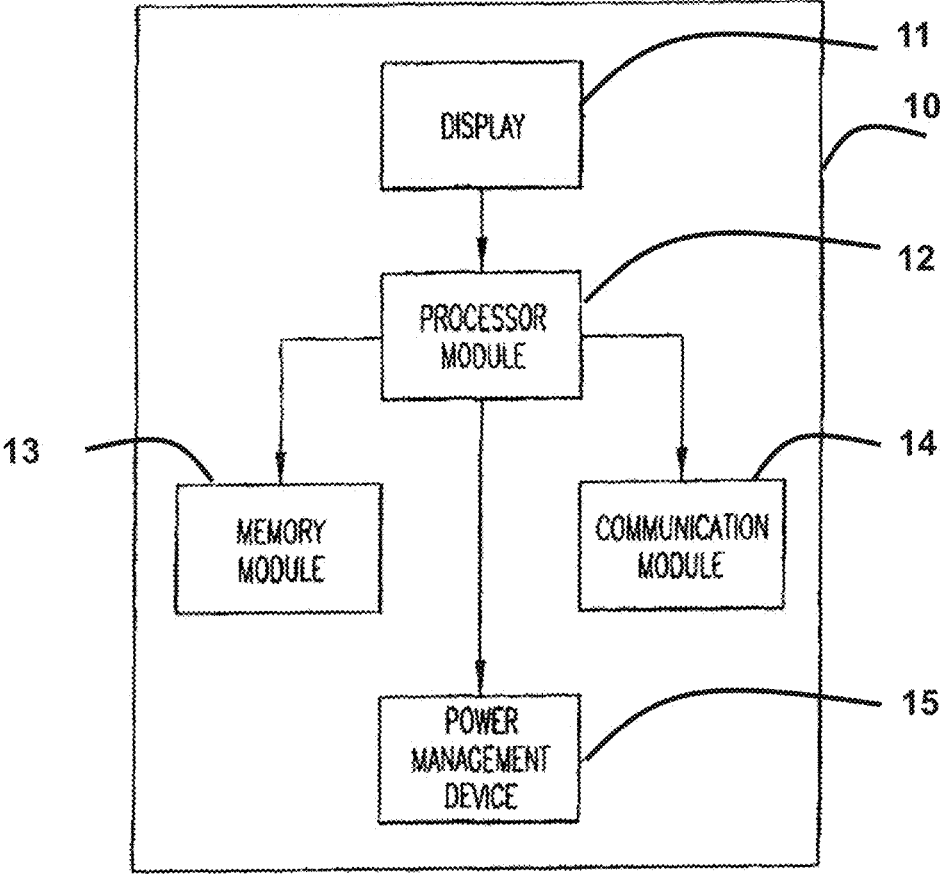 11
10
DISPLAY
12
PROCESSOR
MODULE
13
14
MEMORY
MODULE
COMMUNICATION
MODULE
15
POWER
MANAGEMENT
DEVICE